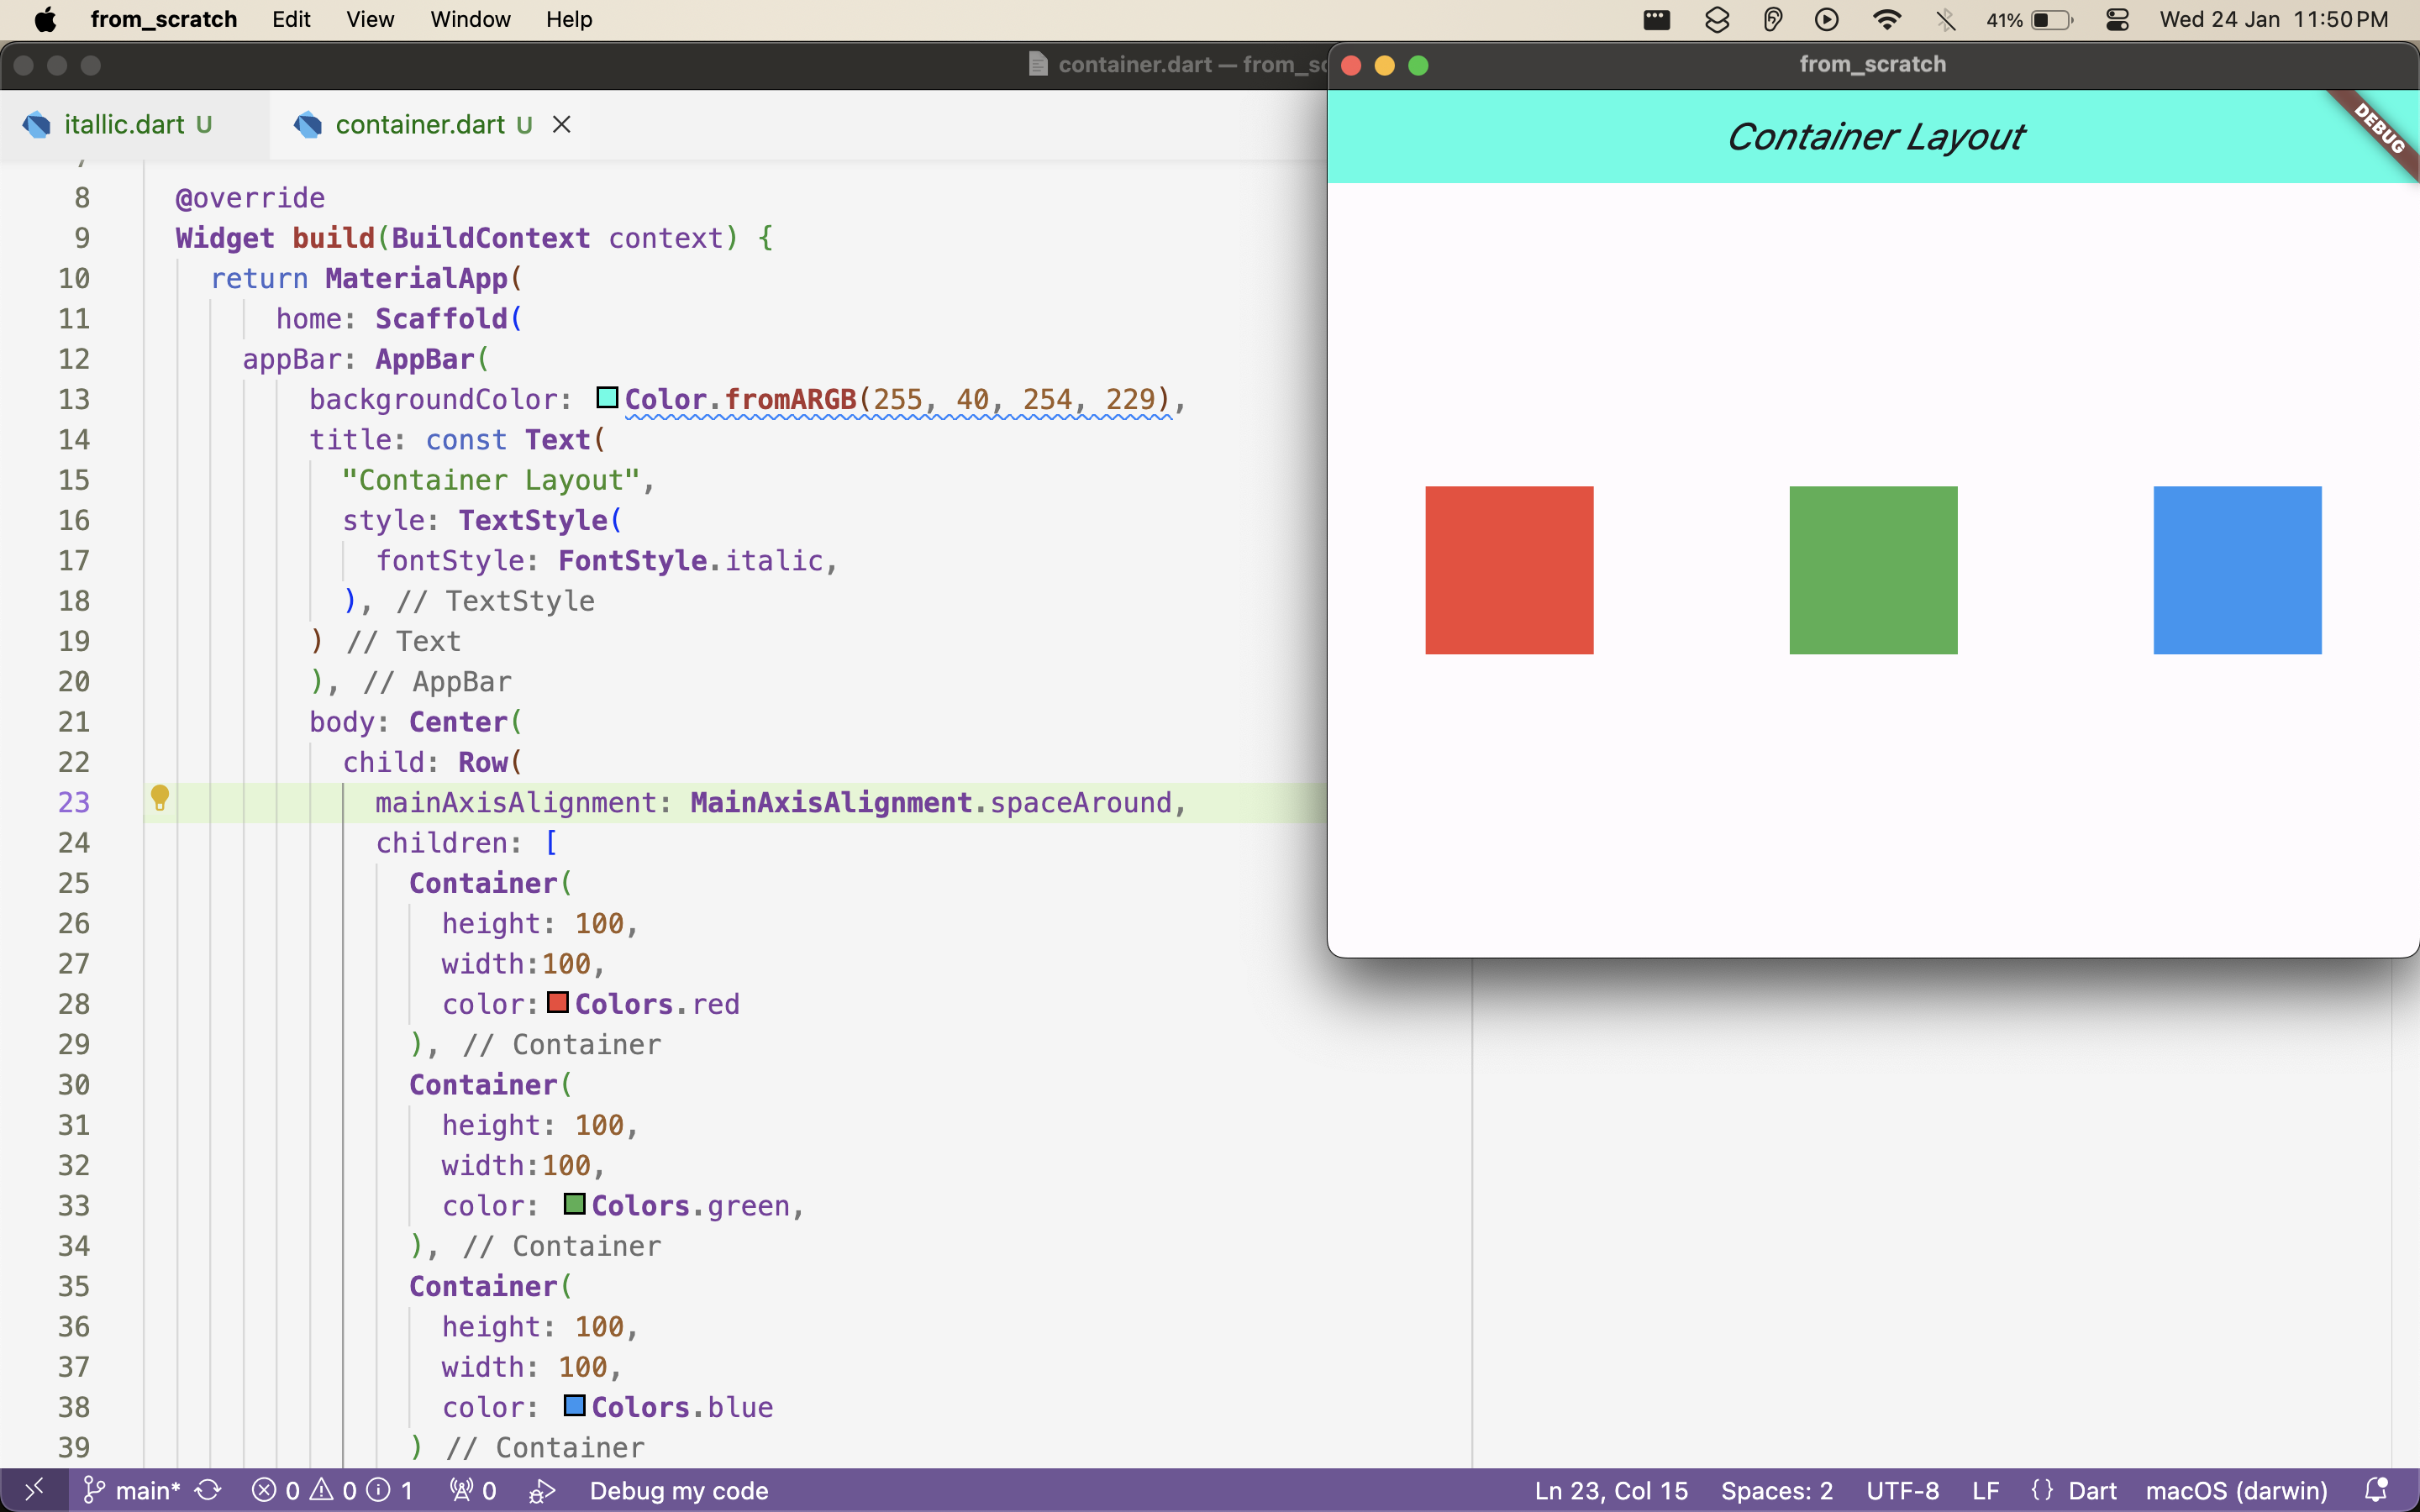 from_scratch Edit View Window Help 41% Wed 24 Jan 11:50 PM
container.dart — from_sc
from_scratch
itallic.dart U container.dart U
Container Layout
DEBUG
8 @override
9 Widget build(BuildContext context) {
10 return MaterialApp(
11 home: Scaffold(
12 appBar: AppBar(
13 backgroundColor: Color.fromARGB(255, 40, 254, 229),
14 title: const Text(
15 "Container Layout",
16 style: TextStyle(
17 fontStyle: FontStyle.italic,
18 ), // TextStyle
19 ) // Text
20 ), // AppBar
21 body: Center(
22 child: Row(
23 mainAxisAlignment: MainAxisAlignment.spaceAround,
24 children: [
25 Container(
26 height: 100,
27 width:100,
28 color: Colors.red
29 ), // Container
30 Container(
31 height: 100,
32 width:100,
33 color: Colors.green,
34 ), // Container
35 Container(
36 height: 100,
37 width: 100,
38 color: Colors.blue
39 ) // Container
main* 0 0 1 0 Debug my code Ln 23, Col 15 Spaces: 2 UTF-8 LF {} Dart macOS (darwin)